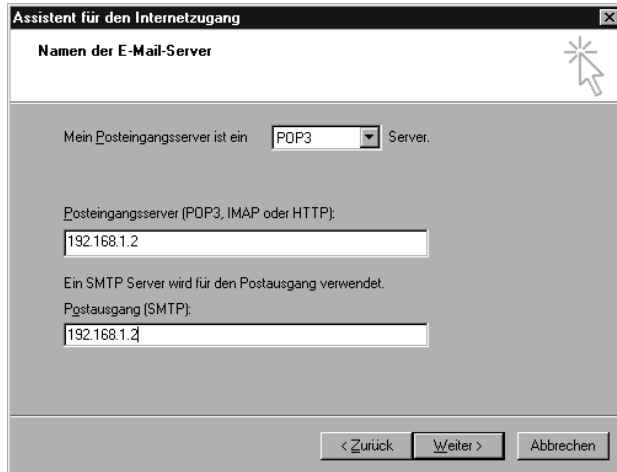 Assistent für den Internetzugang
Namen der E-Mail-Server
Mein Posteingangsserver ist ein POP3 Server.
Posteingangsserver (POP3, IMAP oder HTTP):
192.168.1.2
Ein SMTP Server wird für den Postausgang verwendet.
Postausgang (SMTP):
192.168.1.2
< Zurück Weiter > Abbrechen